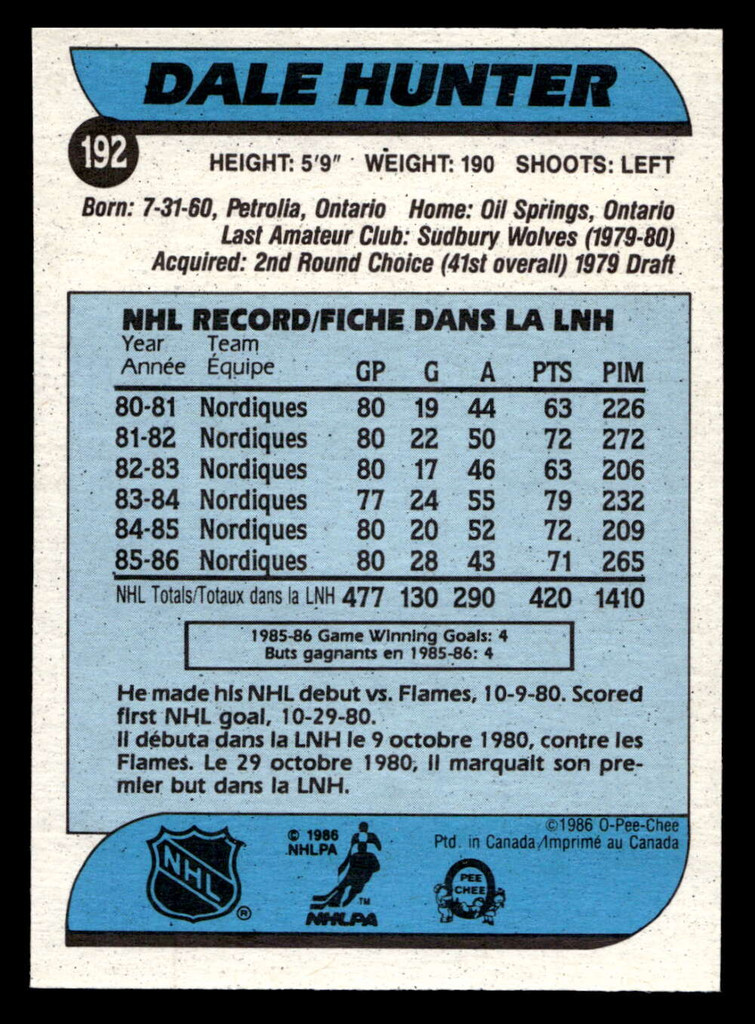 DALE HUNTER
192
HEIGHT: 5'9" WEIGHT: 190 SHOOTS: LEFT
Born: 7-31-60, Petrolia, Ontario Home: Oil Springs, Ontario
Last Amateur Club: Sudbury Wolves (1979-80)
Acquired: 2nd Round Choice (41st overall) 1979 Draft
NHL RECORD/FICHE DANS LA LNH
Year Team
Année Équipe GP G A PTS PIM
80-81 Nordiques 80 19 44 63 226
81-82 Nordiques 80 22 50 72 272
82-83 Nordiques 80 17 46 63 206
83-84 Nordiques 77 24 55 79 232
84-85 Nordiques 80 20 52 72 209
85-86 Nordiques 80 28 43 71 265
NHL Totals/Totaux dans la LNH 477 130 290 420 1410
1985-86 Game Winning Goals: 4
Buts gagnants en 1985-86: 4
He made his NHL debut vs. Flames, 10-9-80. Scored
first NHL goal, 10-29-80.
Il débuta dans la LNH le 9 octobre 1980, contre les
Flames. Le 29 octobre 1980, il marquait son pre-
mier but dans la LNH.
©1986 O-Pee-Chee
Ptd. in Canada/Imprimé au Canada
NHL ®
© 1986
NHLPA
TM
NHLPA
O
PEE
CHEE